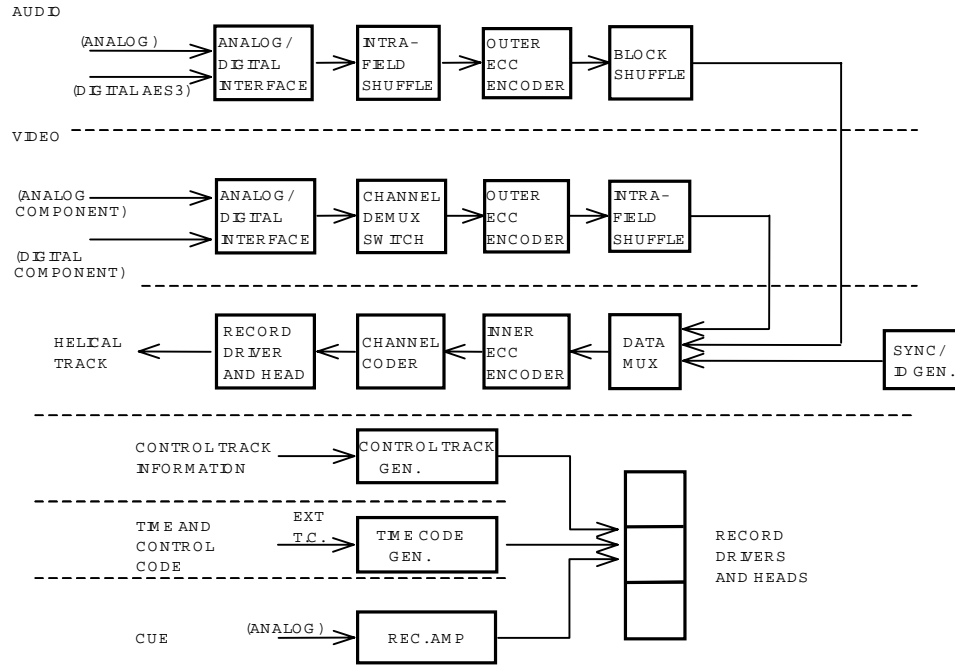 AUDIO
(ANALOG)
(DIGITAL AES3)
ANALOG/
DIGITAL
INTERFACE
INTRA-
FIELD
SHUFFLE
OUTER
ECC
ENCODER
BLOCK
SHUFFLE
VIDEO
(ANALOG
COMPONENT)
(DIGITAL
COMPONENT)
ANALOG/
DIGITAL
INTERFACE
CHANNEL
DEMUX
SWITCH
OUTER
ECC
ENCODER
INTRA-
FIELD
SHUFFLE
HELICAL
TRACK
RECORD
DRIVER
AND HEAD
CHANNEL
CODER
INNER
ECC
ENCODER
DATA
MUX
SYNC/
ID GEN.
CONTROL TRACK
INFORMATION
CONTROL TRACK
GEN.
TIME AND
CONTROL
CODE
EXT
T.C.
TIME CODE
GEN.
RECORD
DRIVERS
AND HEADS
CUE
(ANALOG)
REC. AMP